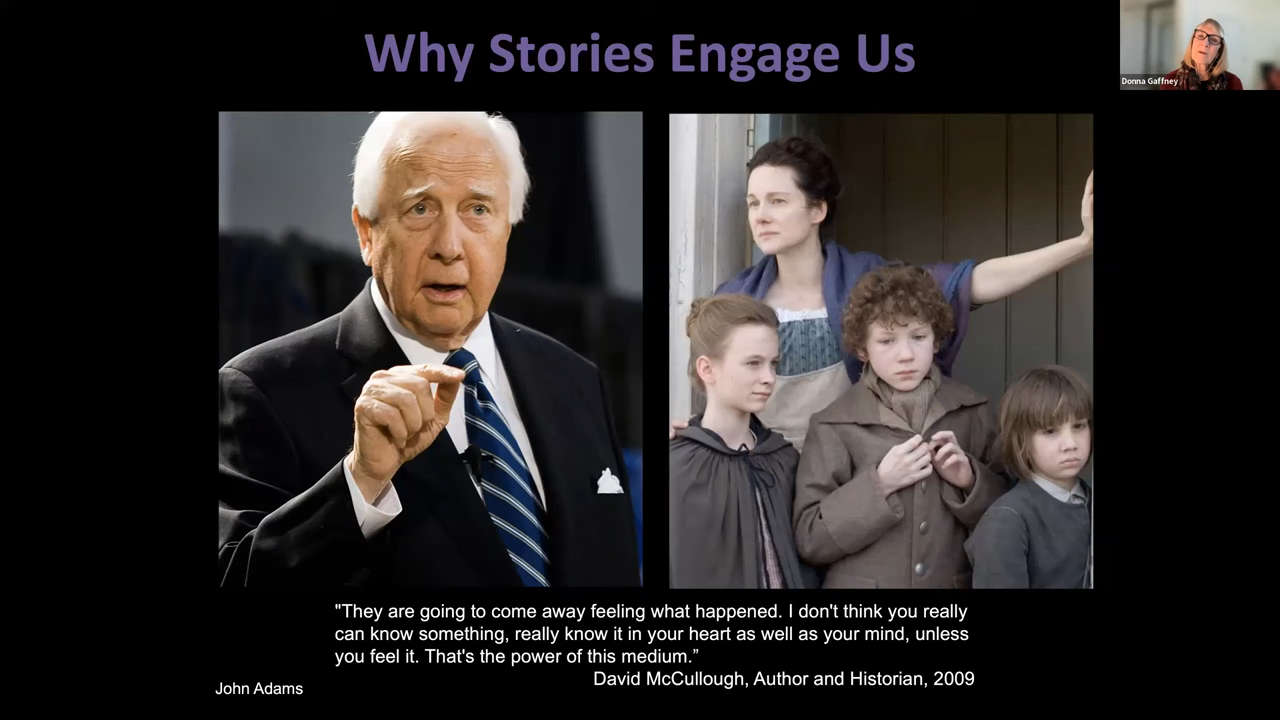 Why Stories Engage Us
Donna Gaffney
"They are going to come away feeling what happened. I don't think you really
can know something, really know it in your heart as well as your mind, unless
you feel it. That's the power of this medium.”
David McCullough, Author and Historian, 2009
John Adams